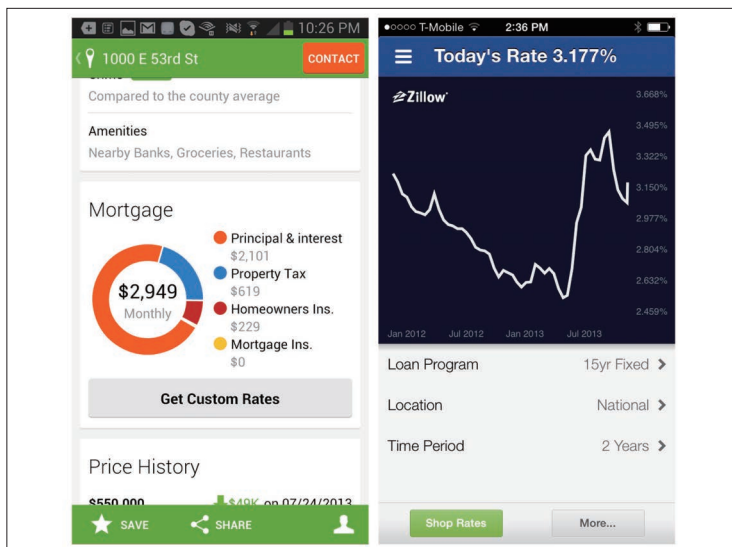 10:26 PM
1000 E 53rd St
CONTACT
Compared to the county average
Amenities
Nearby Banks, Groceries, Restaurants
Mortgage
$2,949
Monthly
Principal & interest
$2,101
Property Tax
$619
Homeowners Ins.
$229
Mortgage Ins.
$0
Get Custom Rates
Price History
$550,000 $49K on 07/24/2013
SAVE
SHARE
T-Mobile 2:36 PM
Today's Rate 3.177%
Zillow
3.668%
3.495%
3.322%
3.150%
2.977%
2.804%
2.632%
2.459%
Jan 2012 Jul 2012 Jan 2013 Jul 2013
Loan Program 15yr Fixed
Location National
Time Period 2 Years
Shop Rates
More...